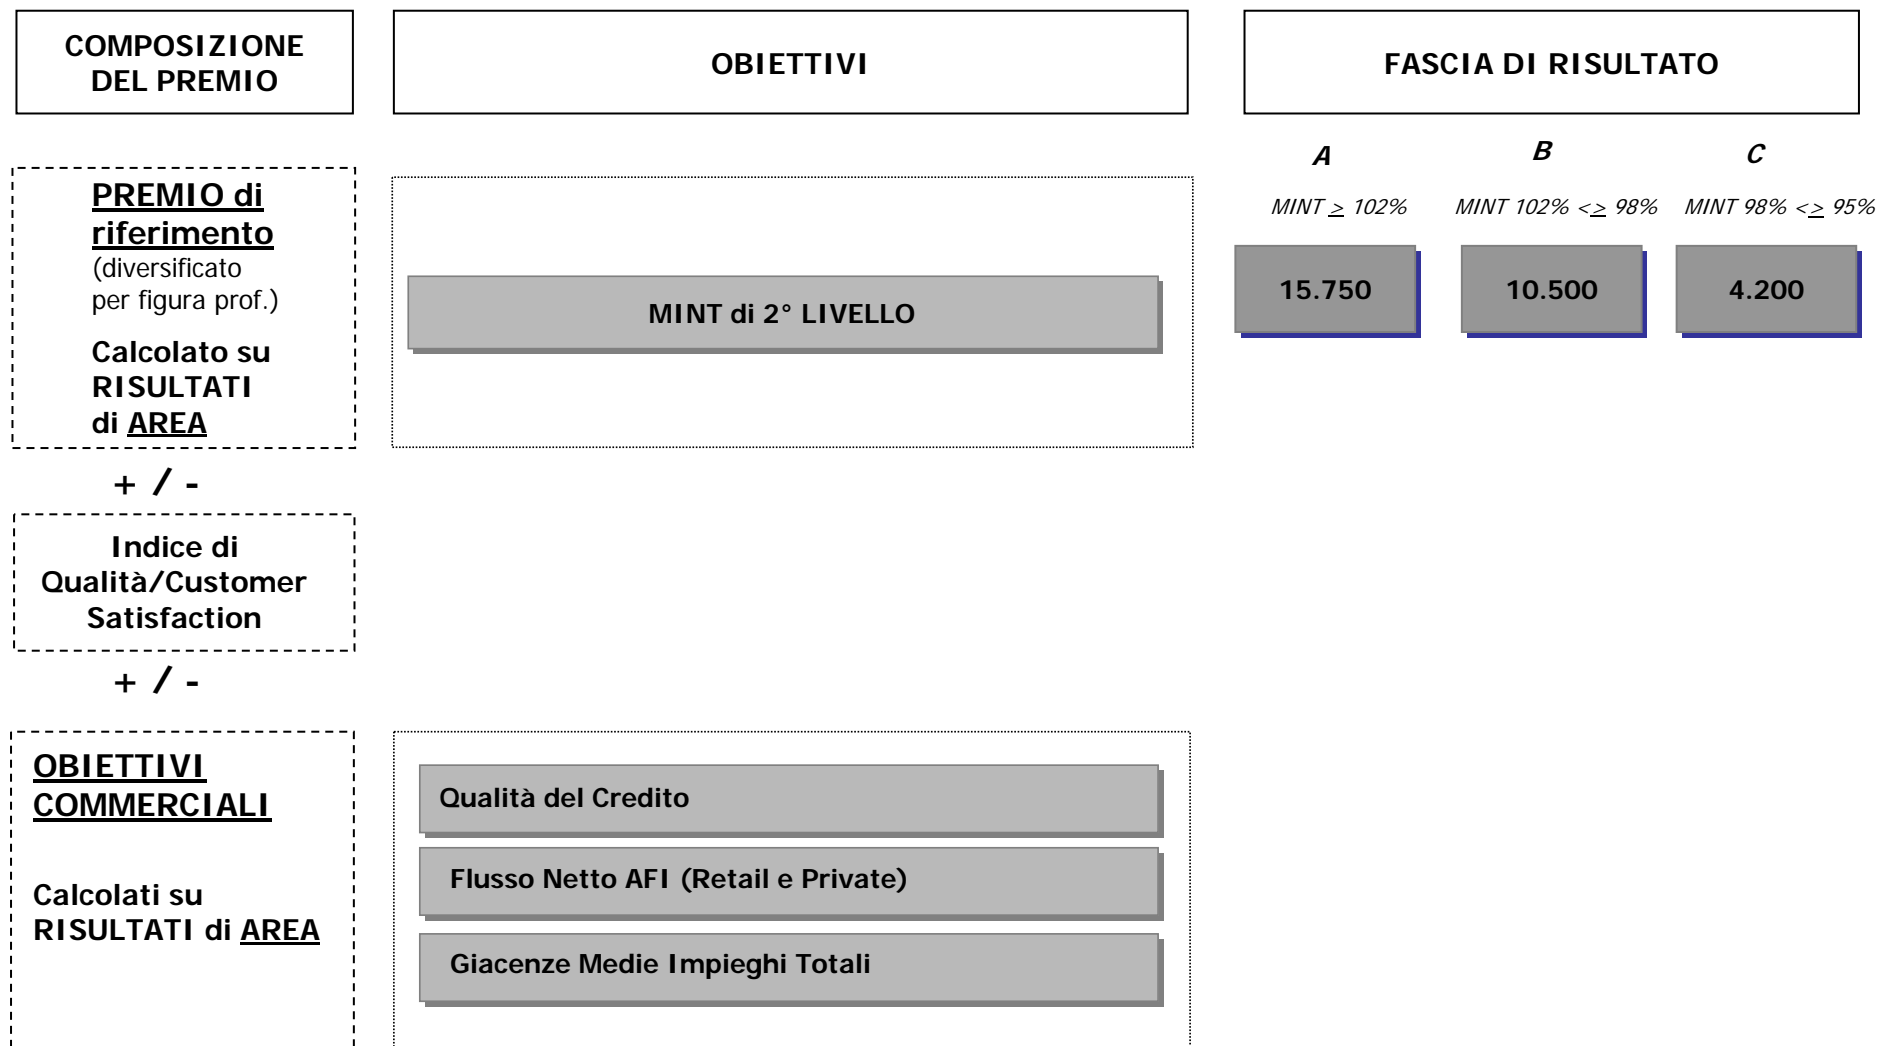 COMPOSIZIONE
DEL PREMIO
OBIETTIVI
FASCIA DI RISULTATO
A
B
C
MINT ≥ 102%
MINT 102% <≥ 98%
MINT 98% <≥ 95%
PREMIO di
riferimento
(diversificato
per figura prof.)
Calcolato su
RISULTATI
di AREA
MINT di 2° LIVELLO
15.750
10.500
4.200
+ / -
Indice di
Qualità/Customer
Satisfaction
+ / -
OBIETTIVI
COMMERCIALI
Calcolati su
RISULTATI di AREA
Qualità del Credito
Flusso Netto AFI (Retail e Private)
Giacenze Medie Impieghi Totali